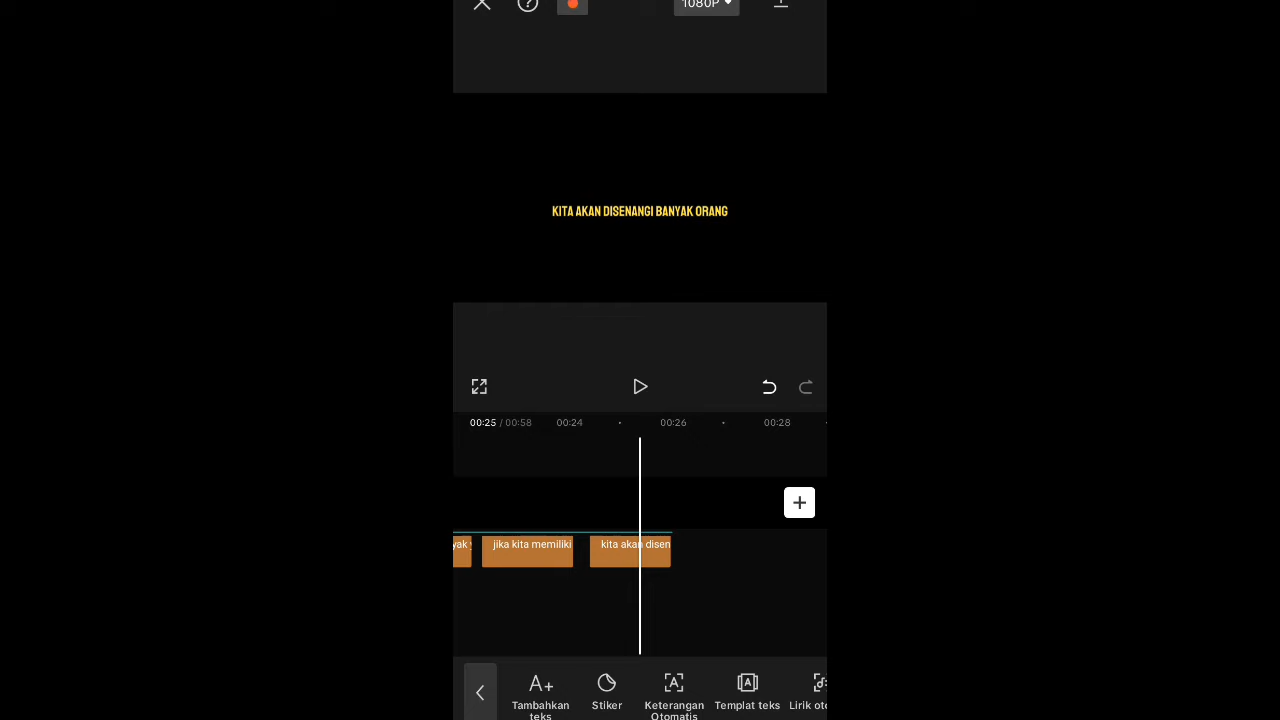 1080P
KITA AKAN DISENANGI BANYAK ORANG
00:25 / 00:58 00:24 00:26 00:28
jika kita memiliki kita akan disen
Tambahkan teks
Stiker
Keterangan Otomatis
Templat teks
Lirik